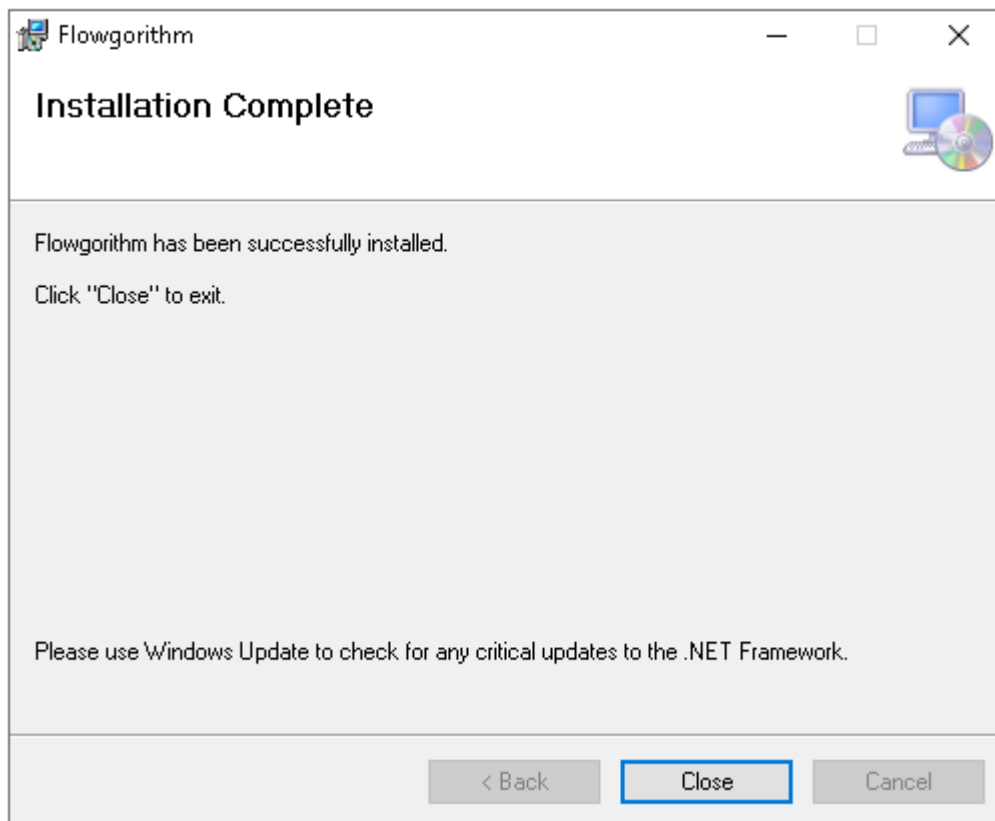 Flowgorithm
Installation Complete
Flowgorithm has been successfully installed.
Click "Close" to exit.
Please use Windows Update to check for any critical updates to the .NET Framework.
< Back
Close
Cancel